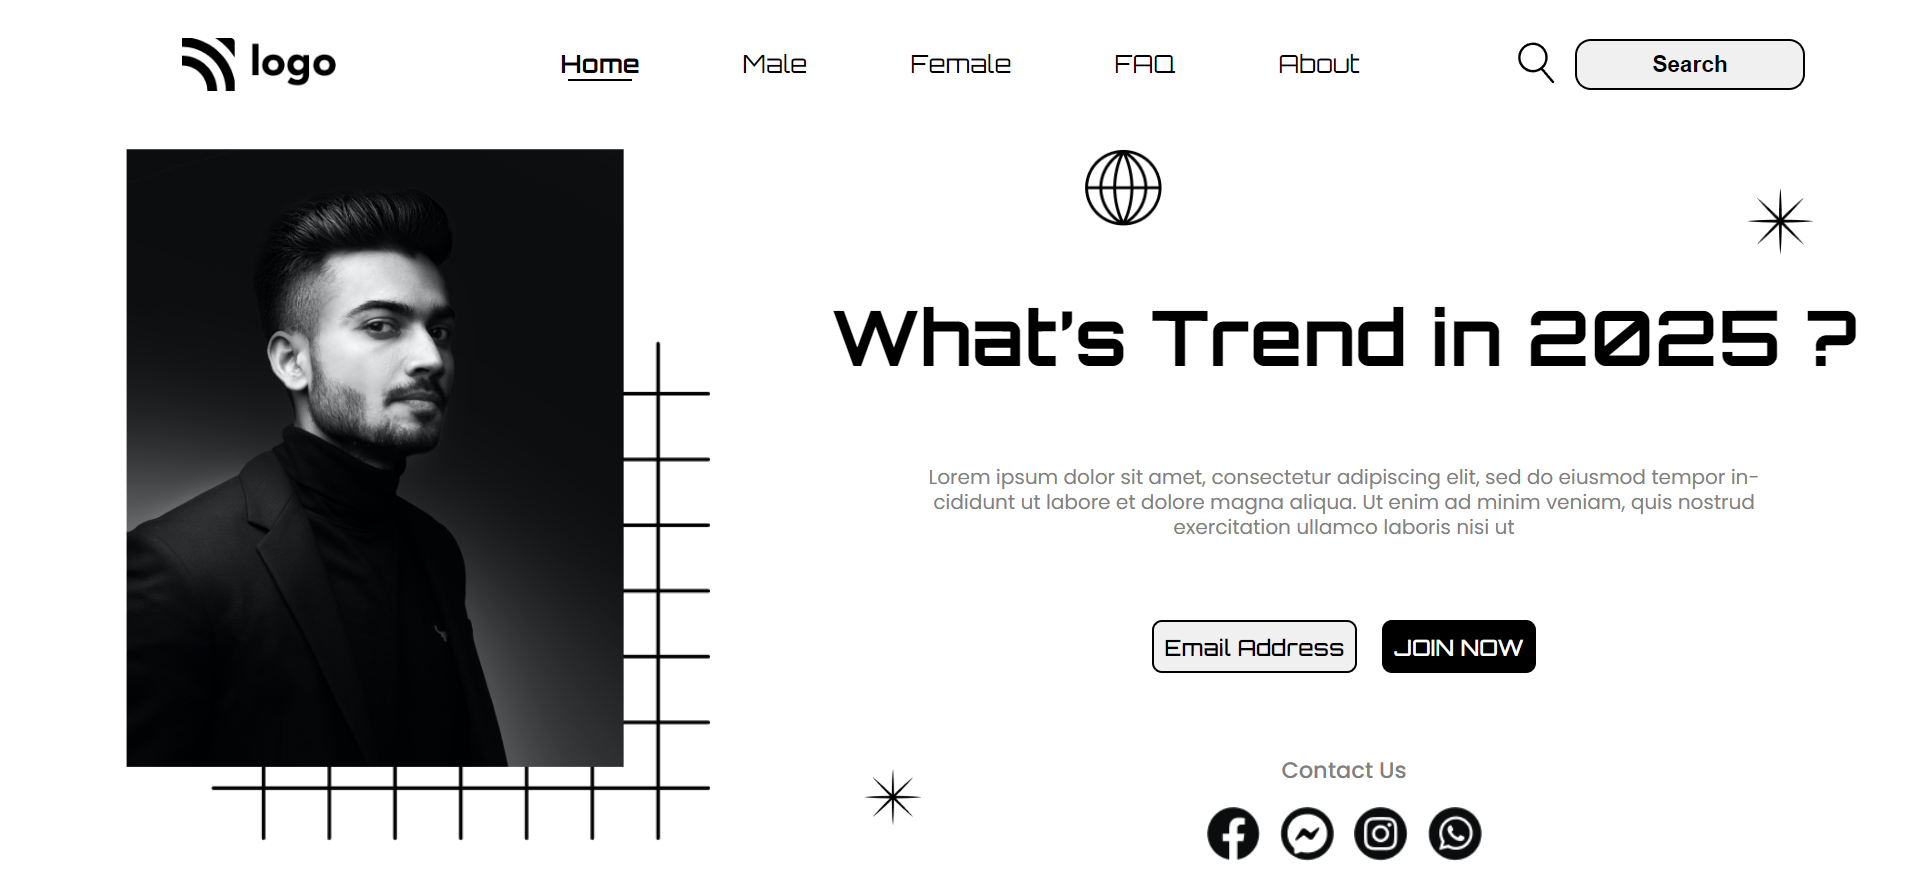 logo
Home
Male
Female
FAQ
About
Search
What's Trend in 2025 ?
Lorem ipsum dolor sit amet, consectetur adipiscing elit, sed do eiusmod tempor in-
cididunt ut labore et dolore magna aliqua. Ut enim ad minim veniam, quis nostrud
exercitation ullamco laboris nisi ut
Email Address
JOIN NOW
Contact Us